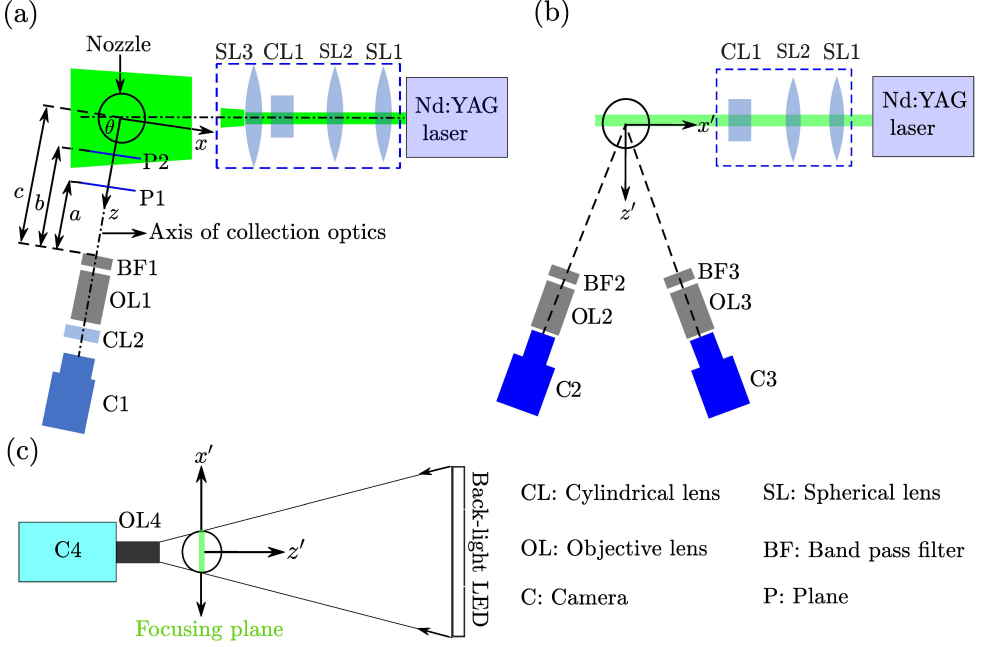 (a)
Nozzle
SL3 CL1 SL2 SL1
Nd:YAG
laser
θ
x
P2
P1
c
b
a
z
Axis of collection optics
BF1
OL1
CL2
C1
(b)
CL1 SL2 SL1
Nd:YAG
laser
x′
z′
BF2
OL2
C2
BF3
OL3
C3
(c)
x′
OL4
C4
z′
Focusing plane
Back-light LED
CL: Cylindrical lens
SL: Spherical lens
OL: Objective lens
BF: Band pass filter
C: Camera
P: Plane